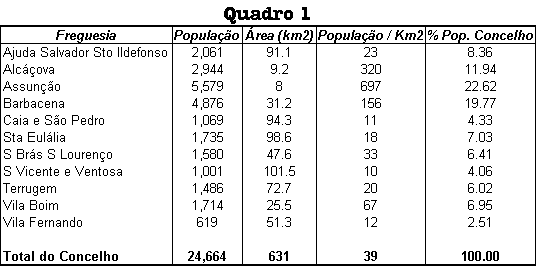 Quadro 1
Freguesia População Área (km2) População / Km2 % Pop. Concelho
Ajuda Salvador Sto Ildefonso 2,061 91.1 23 8.36
Alcáçova 2,944 9.2 320 11.94
Assunção 5,579 8 697 22.62
Barbacena 4,876 31.2 156 19.77
Caia e São Pedro 1,069 94.3 11 4.33
Sta Eulália 1,735 98.6 18 7.03
S Brás S Lourenço 1,580 47.6 33 6.41
S Vicente e Ventosa 1,001 101.5 10 4.06
Terrugem 1,486 72.7 20 6.02
Vila Boim 1,714 25.5 67 6.95
Vila Fernando 619 51.3 12 2.51
Total do Concelho 24,664 631 39 100.00